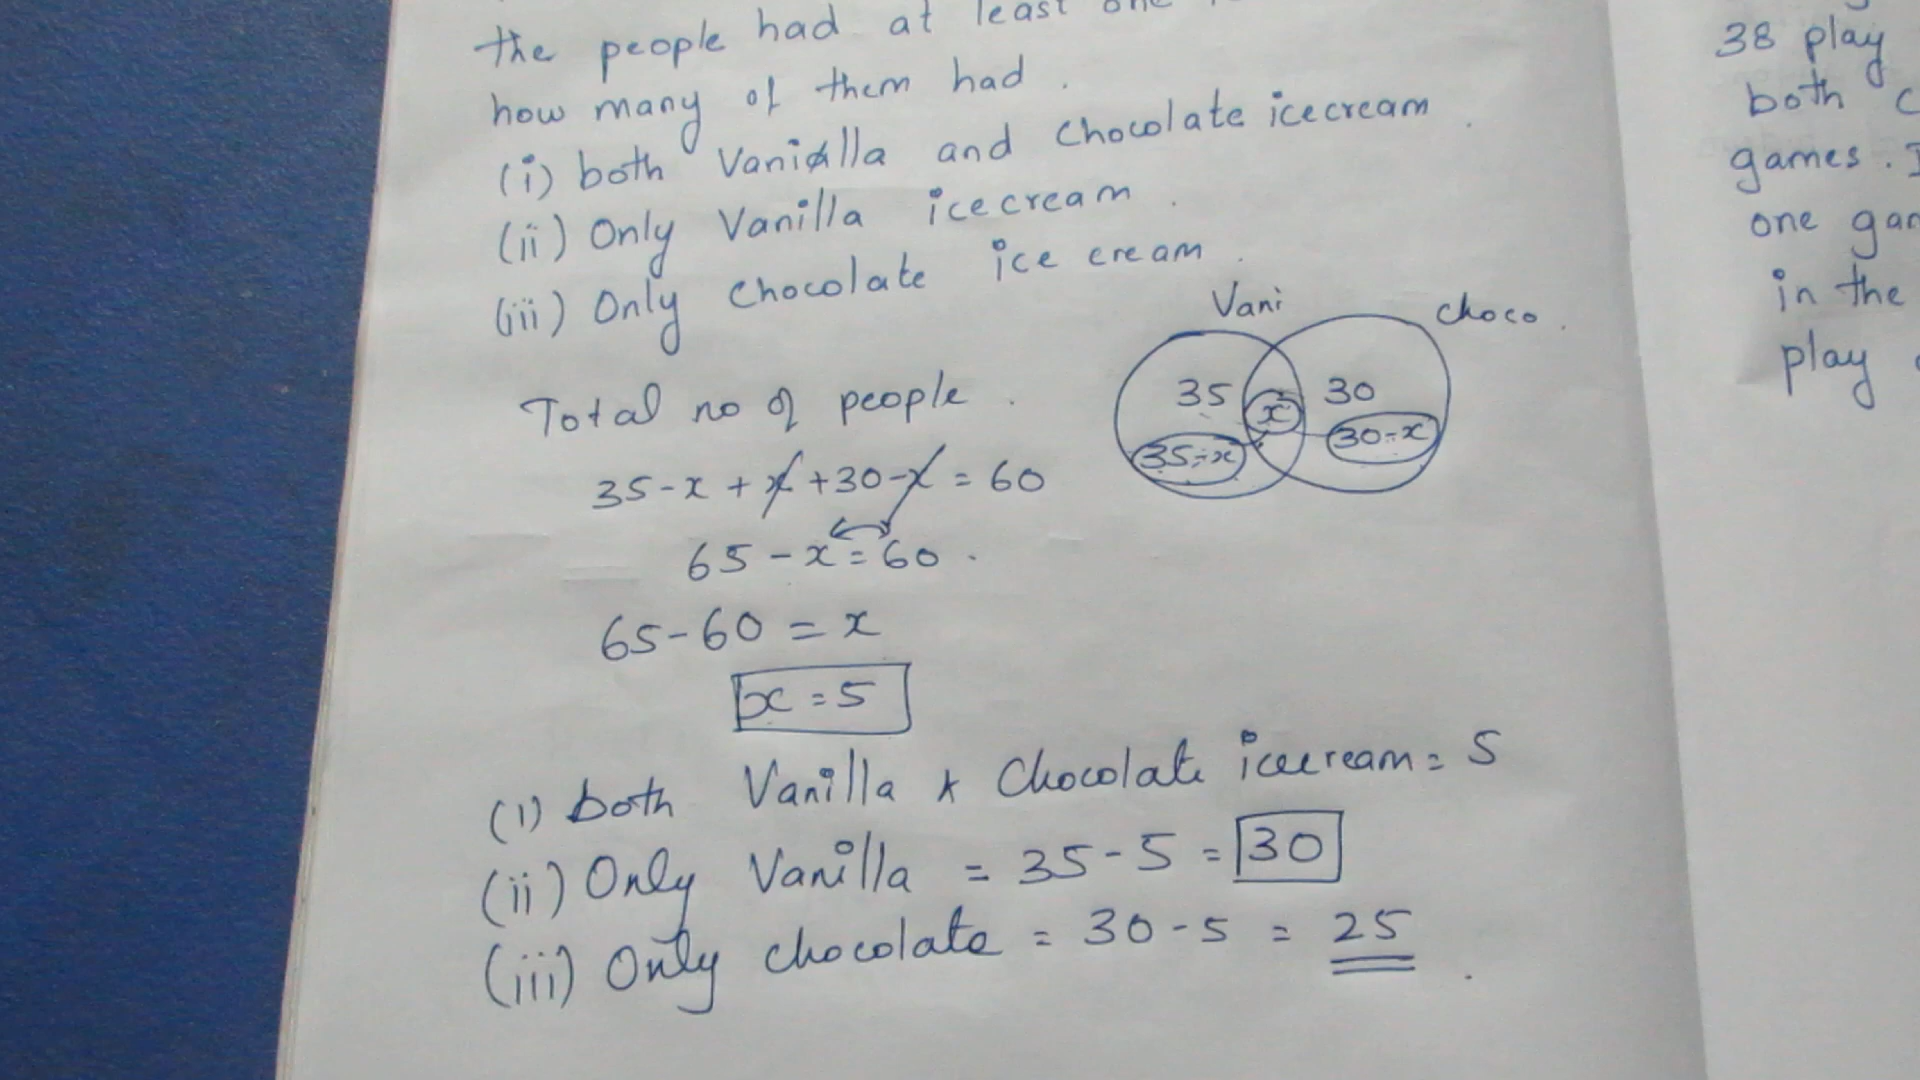 the people had at least one
how many of them had.
(i) both Vanialla and Chocolate icecream.
(ii) Only Vanilla icecream.
(iii) Only Chocolate ice cream.
Vani choco.
35 x 30
35-x 30-x
Total no of people.
35-x + x + 30-x = 60
65 - x = 60.
65-60 = x
x = 5
(i) both Vanilla & Chocolate icecream = 5
(ii) Only Vanilla = 35-5 = 30
(iii) Only chocolate = 30-5 = 25.
38 play
both
games.
one
in the
play